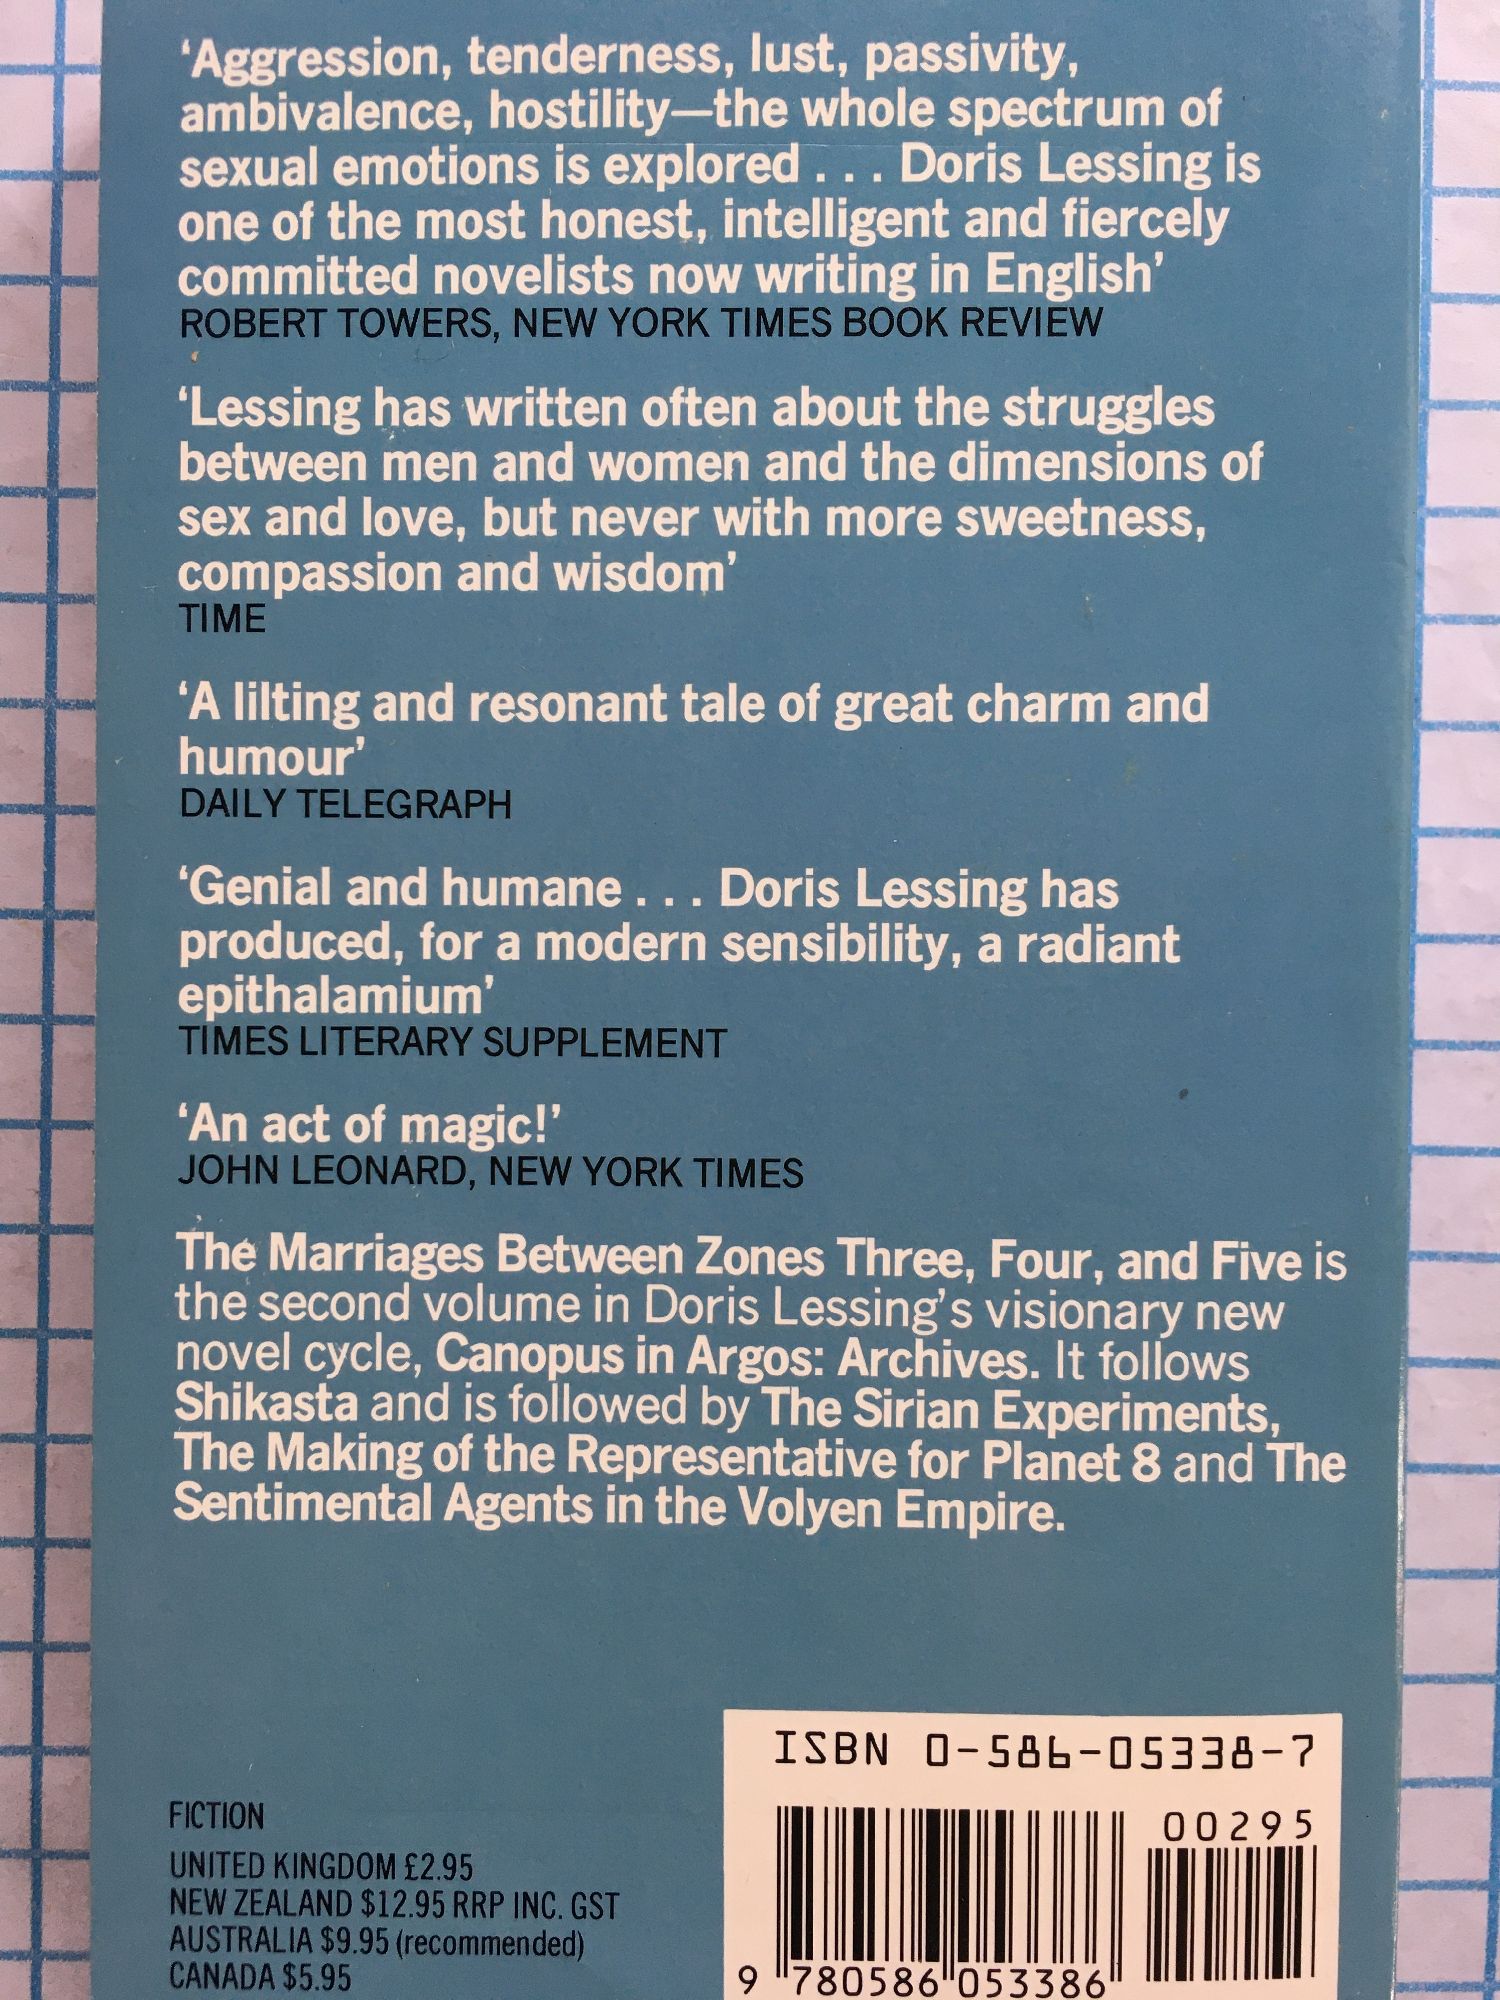 ‘Aggression, tenderness, lust, passivity,
ambivalence, hostility—the whole spectrum of
sexual emotions is explored . . . Doris Lessing is
one of the most honest, intelligent and fiercely
committed novelists now writing in English’
ROBERT TOWERS, NEW YORK TIMES BOOK REVIEW
‘Lessing has written often about the struggles
between men and women and the dimensions of
sex and love, but never with more sweetness,
compassion and wisdom’
TIME
‘A lilting and resonant tale of great charm and
humour’
DAILY TELEGRAPH
‘Genial and humane . . . Doris Lessing has
produced, for a modern sensibility, a radiant
epithalamium’
TIMES LITERARY SUPPLEMENT
‘An act of magic!’
JOHN LEONARD, NEW YORK TIMES
The Marriages Between Zones Three, Four, and Five is
the second volume in Doris Lessing’s visionary new
novel cycle, Canopus in Argos: Archives. It follows
Shikasta and is followed by The Sirian Experiments,
The Making of the Representative for Planet 8 and The
Sentimental Agents in the Volyen Empire.
FICTION
UNITED KINGDOM £2.95
NEW ZEALAND $12.95 RRP INC. GST
AUSTRALIA $9.95 (recommended)
CANADA $5.95
ISBN 0-586-05338-7
00295
9 780586 053386